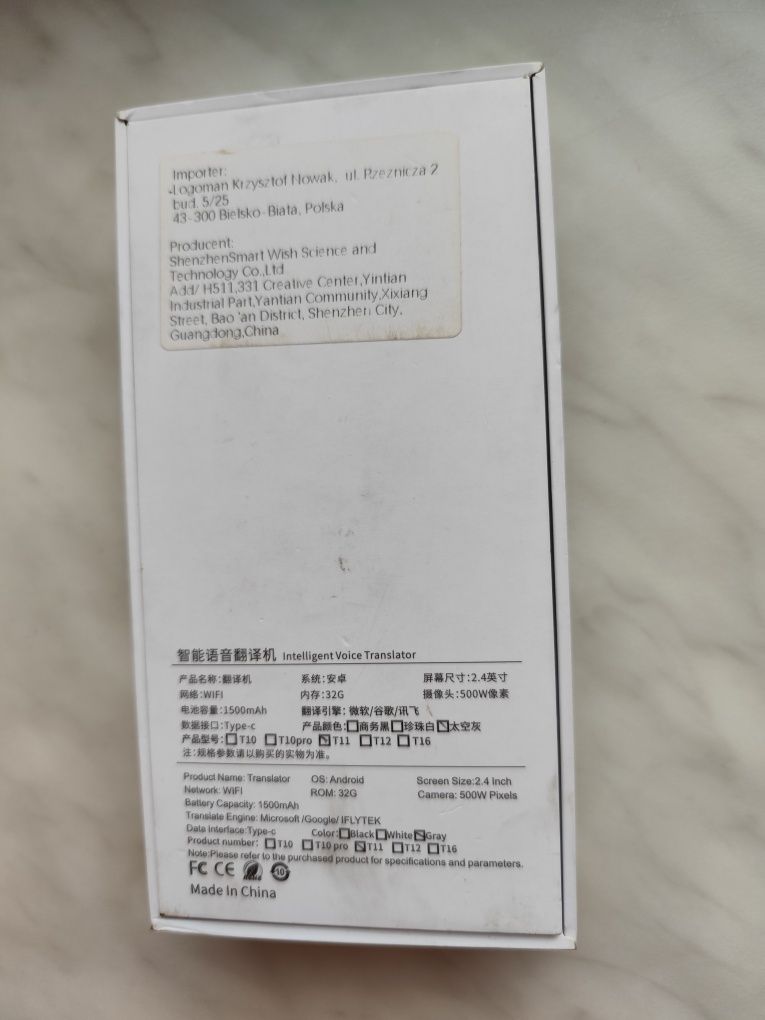 Importer:
Logoman Krzysztof Nowak, ul. Rzeznicza 2
bud. 5/25
43-300 Bielsko-Biata, Polska
Producent:
ShenzhenSmart Wish Science and
Technology Co.,Ltd
Add/ H511,331 Creative Center,Yintian
Industrial Part,Yantian Community,Xixiang
Street, Bao 'an District, Shenzhen City,
Guangdong,China
智能语音翻译机 Intelligent Voice Translator
产品名称:翻译机 系统:安卓 屏幕尺寸:2.4英寸
网络:WIFI 内存:32G 摄像头:500W像素
电池容量:1500mAh 翻译引擎: 微软/谷歌/讯飞
数据接口:Type-c 产品颜色:☐商务黑☐珍珠白☑太空灰
产品型号:☐T10 ☐T10pro ☑T11 ☐T12 ☐T16
注:规格参数请以购买的实物为准。
Product Name: Translator OS: Android Screen Size:2.4 Inch
Network: WIFI ROM: 32G Camera: 500W Pixels
Battery Capacity: 1500mAh
Translate Engine: Microsoft /Google/ IFLYTEK
Data Interface:Type-c Color:☐Black☐White☑Gray
Product number: ☐T10 ☐T10 pro ☑T11 ☐T12 ☐T16
Note:Please refer to the purchased product for specifications and parameters.
FC CE 10
Made In China